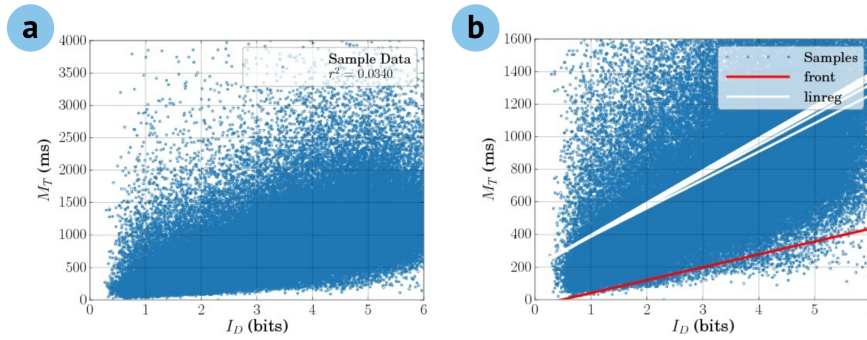 a
4000
3500
3000
2500
2000
1500
1000
500
0
M_T (ms)
Sample Data
r² = 0.0340
0 1 2 3 4 5 6
I_D (bits)
b
1600
1400
1200
1000
800
600
400
200
0
M_T (ms)
Samples
front
linreg
0 1 2 3 4 5
I_D (bits)